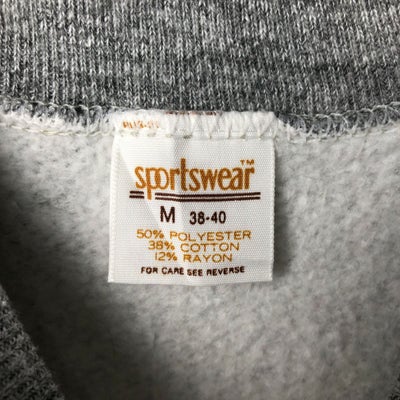 sportswear™
M 38-40
50% POLYESTER
38% COTTON
12% RAYON
FOR CARE SEE REVERSE